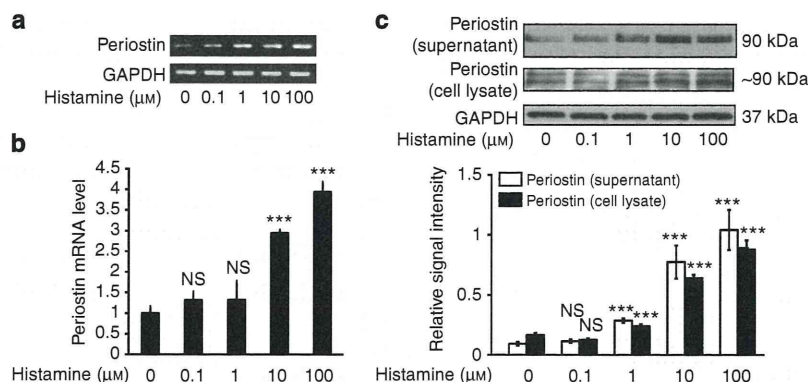 a
Periostin
GAPDH
Histamine (μM) 0 0.1 1 10 100
b
Periostin mRNA level
4.5
4
3.5
3
2.5
2
1.5
1
0.5
0
NS
NS
***
***
Histamine (μM) 0 0.1 1 10 100
c
Periostin
(supernatant)
90 kDa
Periostin
(cell lysate)
~90 kDa
GAPDH
37 kDa
Histamine (μM) 0 0.1 1 10 100
Relative signal intensity
1.5
1
0.5
0
Periostin (supernatant)
Periostin (cell lysate)
NS
NS
***
***
***
***
***
***
Histamine (μM) 0 0.1 1 10 100